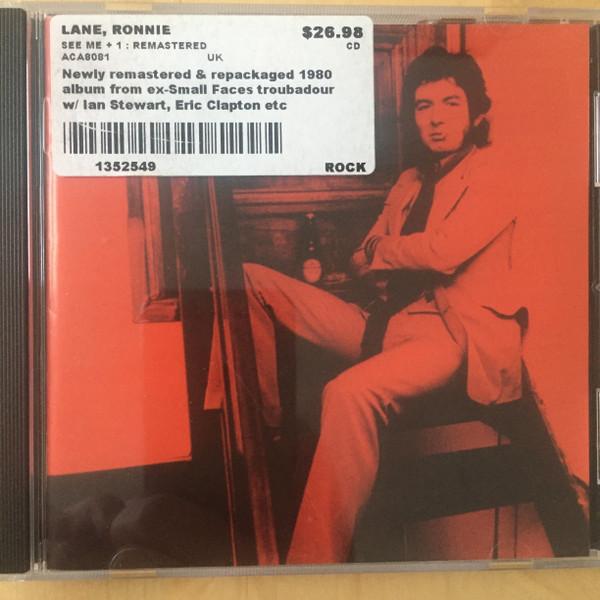 LANE, RONNIE $26.98
SEE ME + 1 : REMASTERED CD
ACA8081 UK
Newly remastered & repackaged 1980
album from ex-Small Faces troubadour
w/ Ian Stewart, Eric Clapton etc
1352549 ROCK